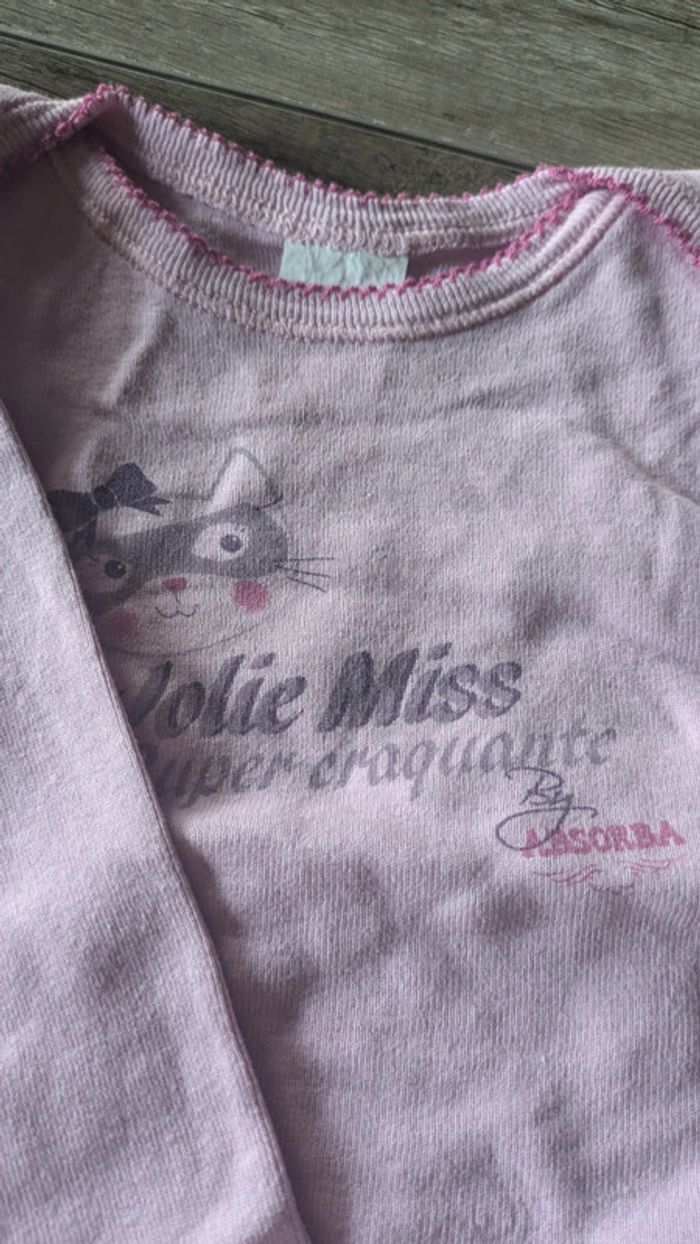 Jolie Miss
Super craquante
By
ABSORBA